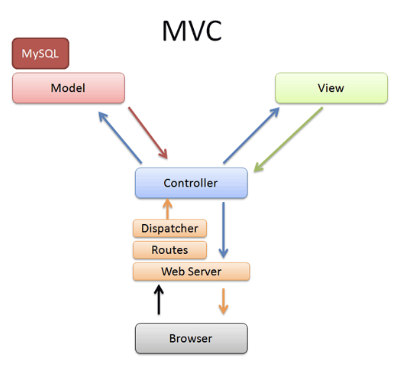 MVC
MySQL
Model
View
Controller
Dispatcher
Routes
Web Server
Browser